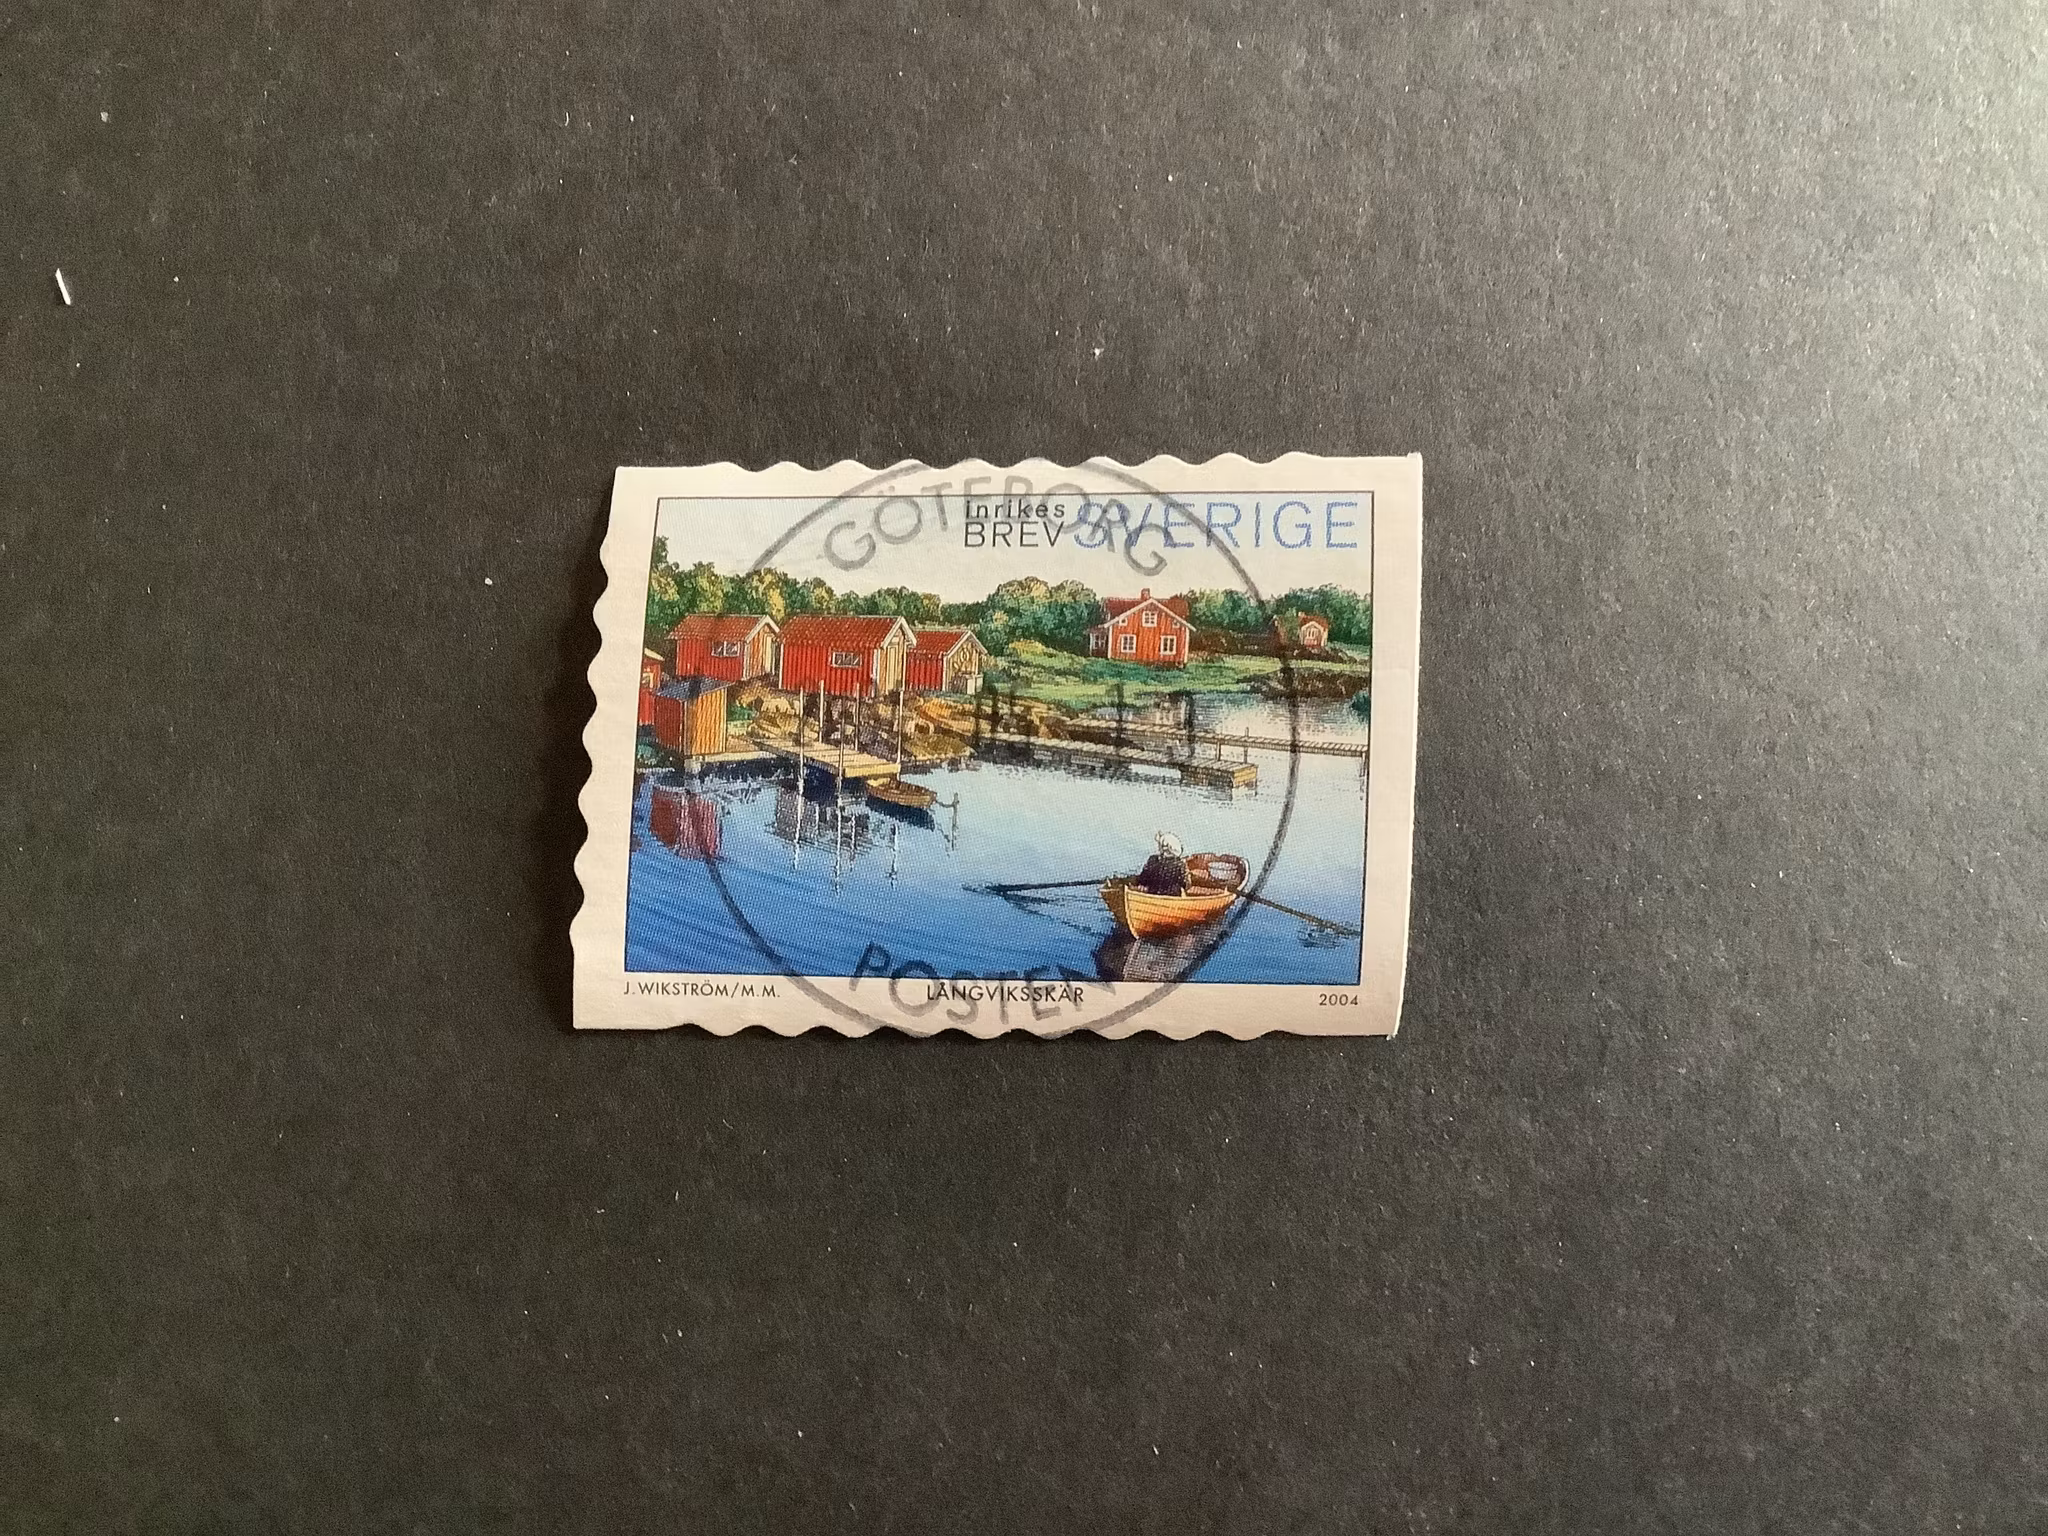 GÖTEBORG
inrikes
BREV SVERIGE
POSTEN
J. WIKSTRÖM/M.M. LÅNGVIKSSKÄR 2004